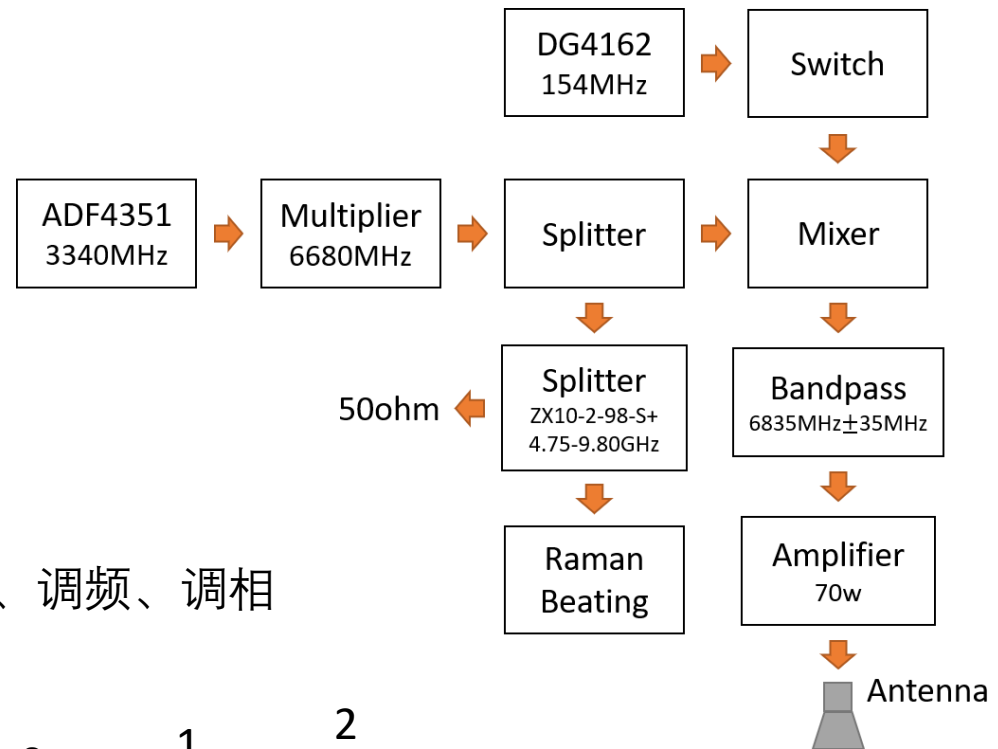 DG4162
154MHz
Switch
ADF4351
3340MHz
Multiplier
6680MHz
Splitter
Mixer
50ohm
Splitter
ZX10-2-98-S+
4.75-9.80GHz
Bandpass
6835MHz±35MHz
Raman
Beating
Amplifier
70w
Antenna
、调频、调相
1
2